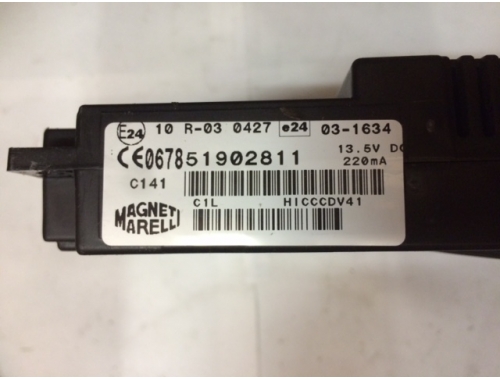 E24 10 R-03 0427 e24 03-1634
CE0678 51902811 13.5V DC
220mA
C141
C1L HICCCDV41
MAGNETI
MARELLI